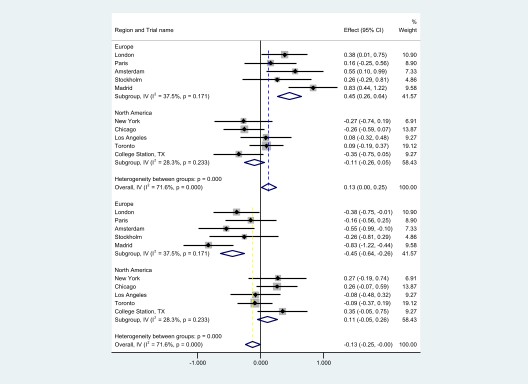 %
Region and Trial name Effect (95% CI) Weight
Europe
London 0.38 (0.01, 0.75) 10.90
Paris 0.16 (-0.25, 0.56) 8.90
Amsterdam 0.55 (0.10, 0.99) 7.33
Stockholm 0.26 (-0.29, 0.81) 4.86
Madrid 0.83 (0.44, 1.22) 9.58
Subgroup, IV (I² = 37.5%, p = 0.171) 0.45 (0.26, 0.64) 41.57
North America
New York -0.27 (-0.74, 0.19) 6.91
Chicago -0.26 (-0.59, 0.07) 13.87
Los Angeles 0.08 (-0.32, 0.48) 9.27
Toronto 0.09 (-0.19, 0.37) 19.12
College Station, TX -0.35 (-0.75, 0.05) 9.27
Subgroup, IV (I² = 28.3%, p = 0.233) -0.11 (-0.26, 0.05) 58.43
Heterogeneity between groups: p = 0.000
Overall, IV (I² = 71.6%, p = 0.000) 0.13 (0.00, 0.25) 100.00
Europe
London -0.38 (-0.75, -0.01) 10.90
Paris -0.16 (-0.56, 0.25) 8.90
Amsterdam -0.55 (-0.99, -0.10) 7.33
Stockholm -0.26 (-0.81, 0.29) 4.86
Madrid -0.83 (-1.22, -0.44) 9.58
Subgroup, IV (I² = 37.5%, p = 0.171) -0.45 (-0.64, -0.26) 41.57
North America
New York 0.27 (-0.19, 0.74) 6.91
Chicago 0.26 (-0.07, 0.59) 13.87
Los Angeles -0.08 (-0.48, 0.32) 9.27
Toronto -0.09 (-0.37, 0.19) 19.12
College Station, TX 0.35 (-0.05, 0.75) 9.27
Subgroup, IV (I² = 28.3%, p = 0.233) 0.11 (-0.05, 0.26) 58.43
Heterogeneity between groups: p = 0.000
Overall, IV (I² = 71.6%, p = 0.000) -0.13 (-0.25, -0.00) 100.00
-1.000 0.000 1.000